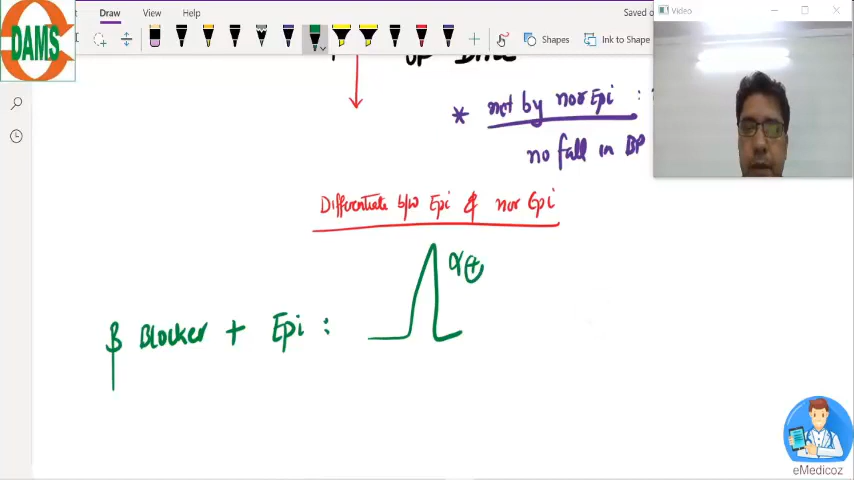 Draw
View
Saved on
Video
DAMS
Shapes
Ink to Shape
* not by nor Epi :
no fall in BP
Differentiate b/w Epi & nor Epi
α⊕
β Blocker + Epi :
eMedicoz